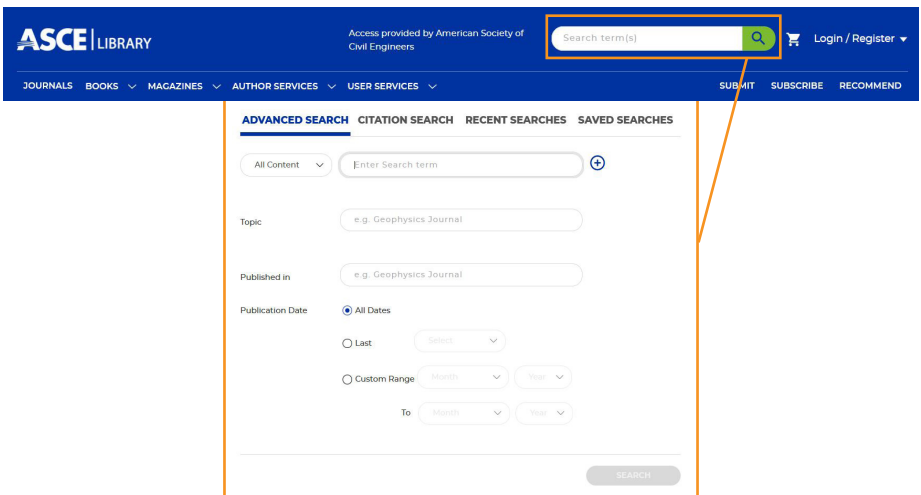 ASCE LIBRARY
Access provided by American Society of
Civil Engineers
Search term(s)
Login / Register
JOURNALS BOOKS MAGAZINES AUTHOR SERVICES USER SERVICES SUBMIT SUBSCRIBE RECOMMEND
ADVANCED SEARCH CITATION SEARCH RECENT SEARCHES SAVED SEARCHES
All Content Enter Search term
Topic e.g. Geophysics Journal
Published in e.g. Geophysics Journal
Publication Date All Dates
Last Select
Custom Range Month Year
To Month Year
SEARCH